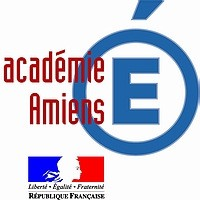 académie
Amiens
É
Liberté • Égalité • Fraternité
RÉPUBLIQUE FRANÇAISE